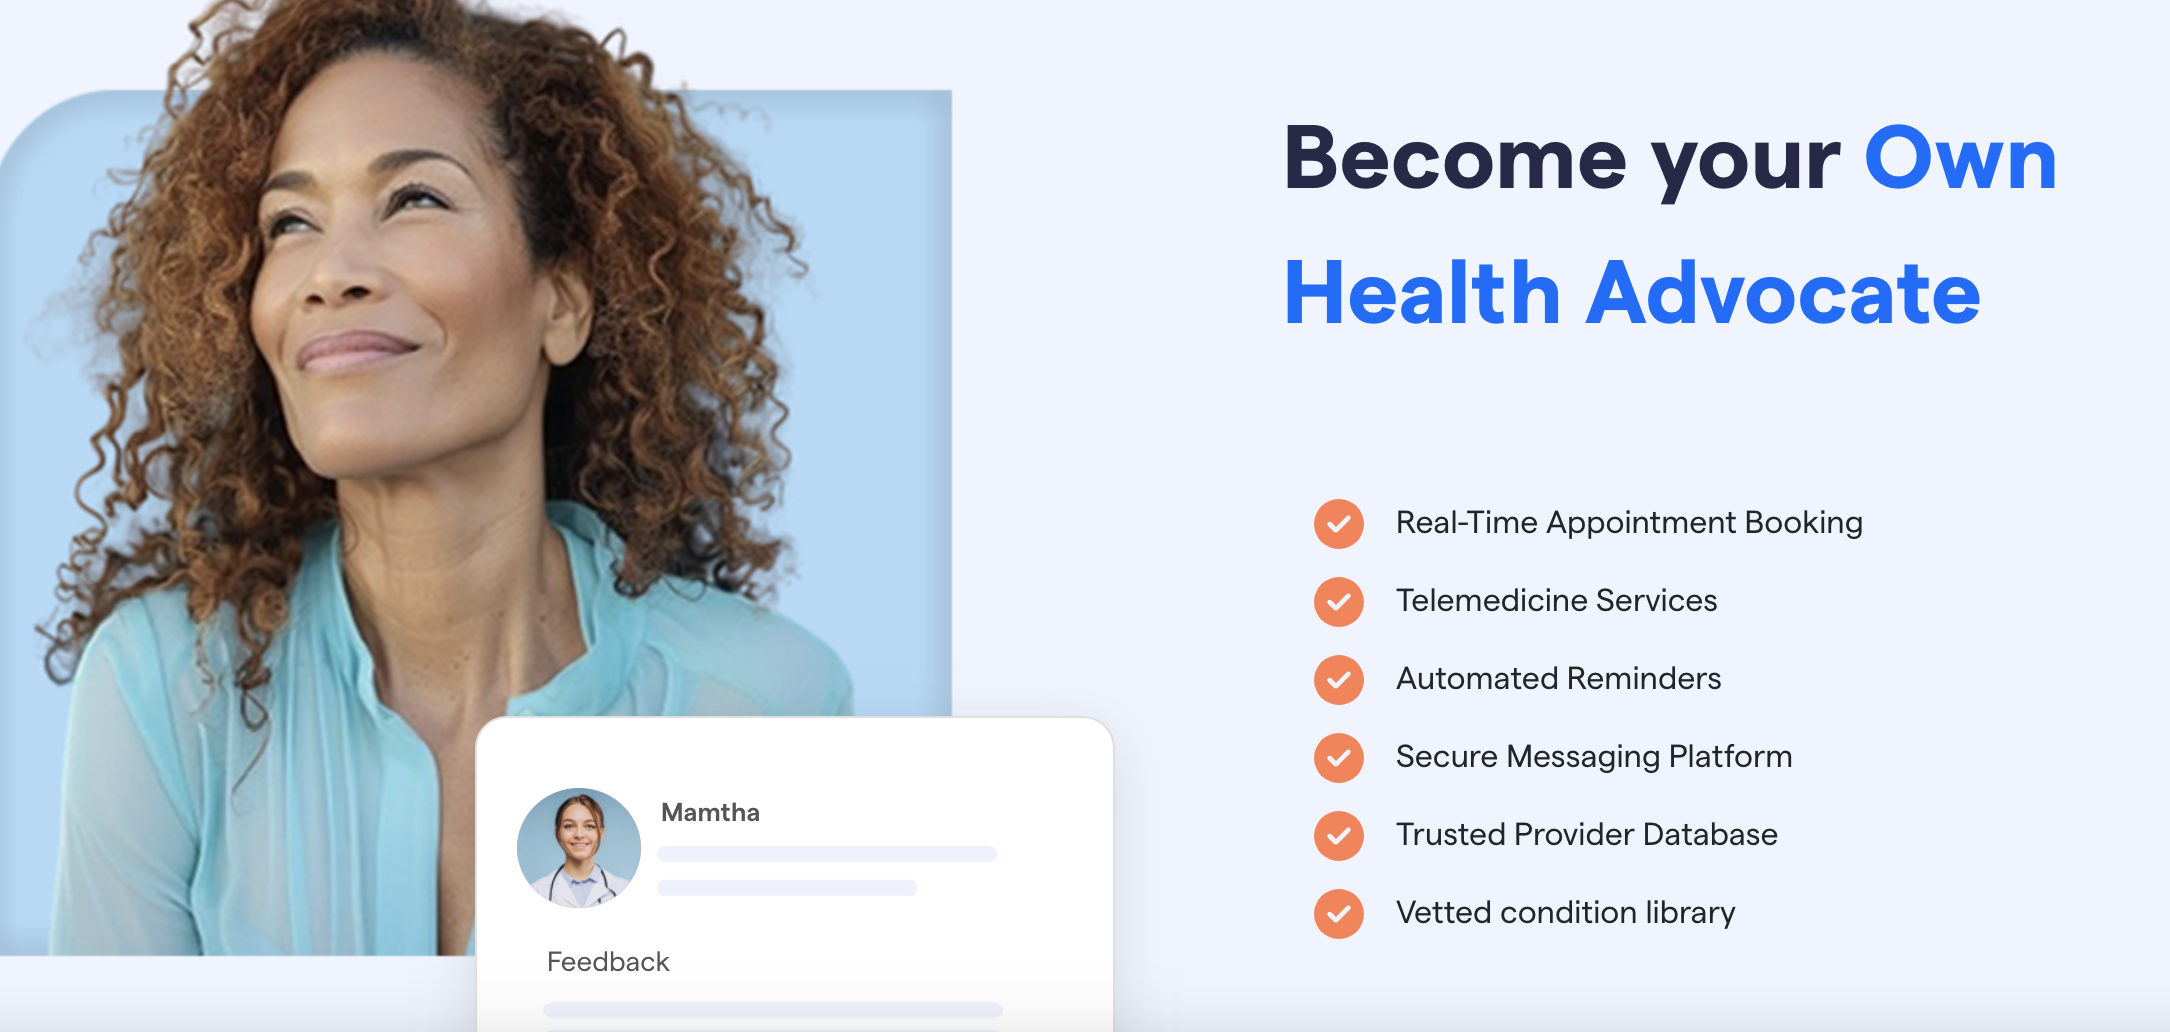 Become your Own
Health Advocate
Real-Time Appointment Booking
Telemedicine Services
Automated Reminders
Secure Messaging Platform
Trusted Provider Database
Vetted condition library
Mamtha
Feedback